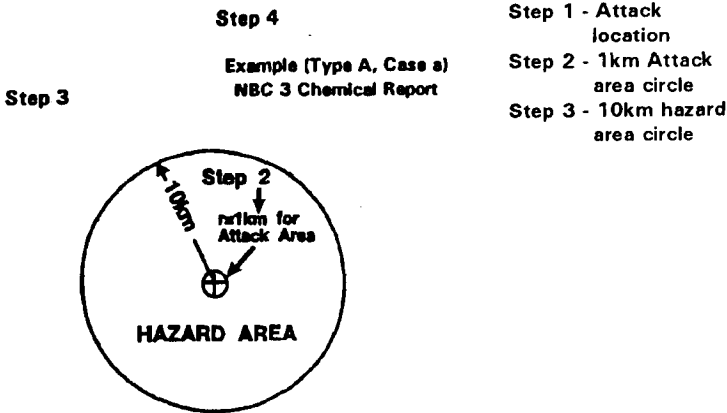 Step 4
Example (Type A, Case a)
NBC 3 Chemical Report
Step 3
Step 1 - Attack
location
Step 2 - 1km Attack
area circle
Step 3 - 10km hazard
area circle
Step 2
10km
r=1km for
Attack Area
HAZARD AREA